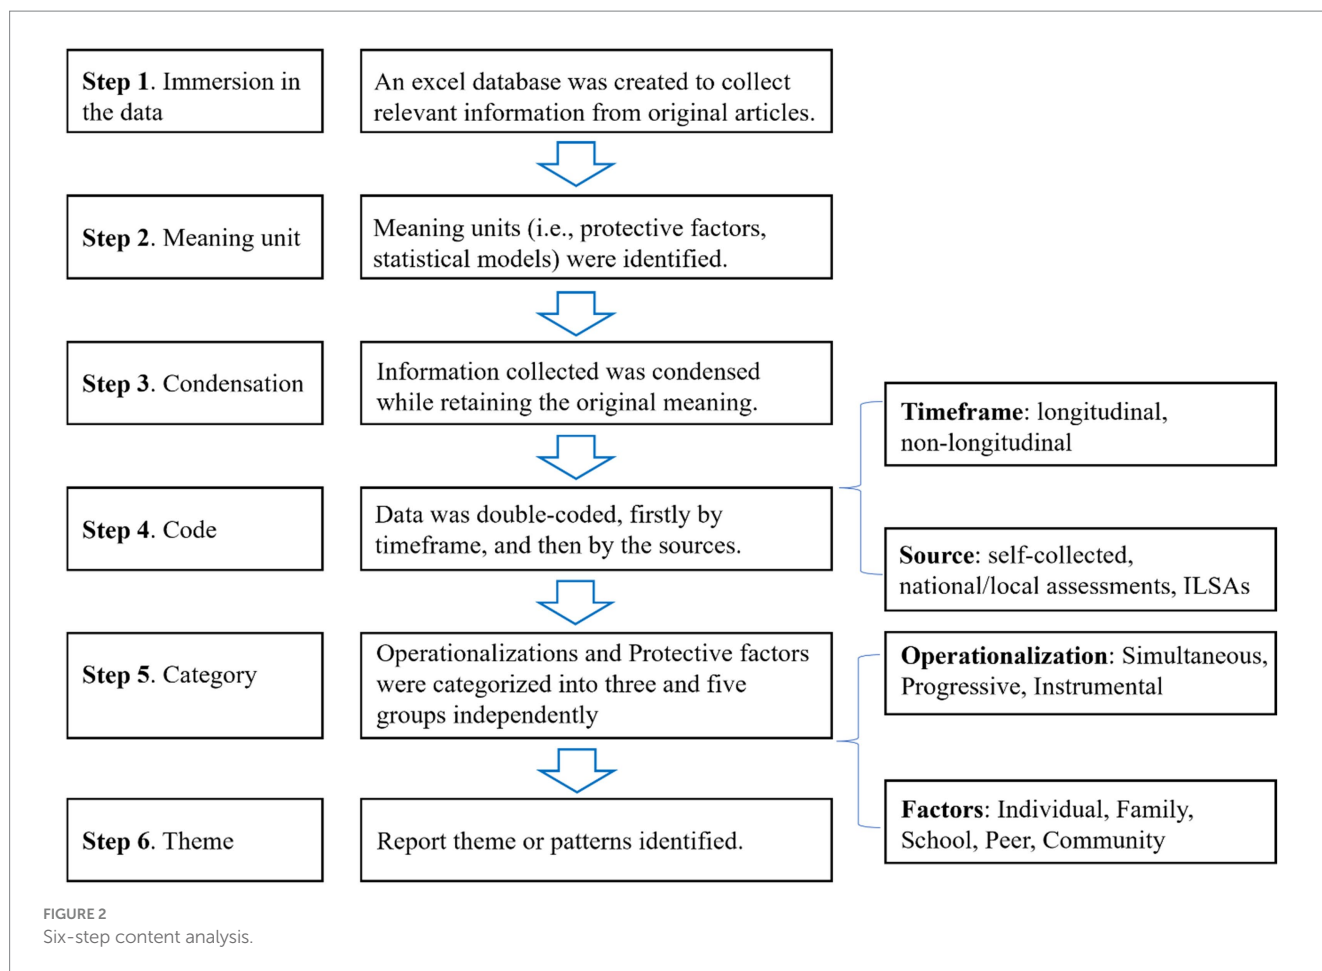 Step 1. Immersion in
the data
An excel database was created to collect
relevant information from original articles.
Step 2. Meaning unit
Meaning units (i.e., protective factors,
statistical models) were identified.
Step 3. Condensation
Information collected was condensed
while retaining the original meaning.
Timeframe: longitudinal,
non-longitudinal
Step 4. Code
Data was double-coded, firstly by
timeframe, and then by the sources.
Source: self-collected,
national/local assessments, ILSAs
Step 5. Category
Operationalizations and Protective factors
were categorized into three and five
groups independently
Operationalization: Simultaneous,
Progressive, Instrumental
Factors: Individual, Family,
School, Peer, Community
Step 6. Theme
Report theme or patterns identified.
FIGURE 2
Six-step content analysis.